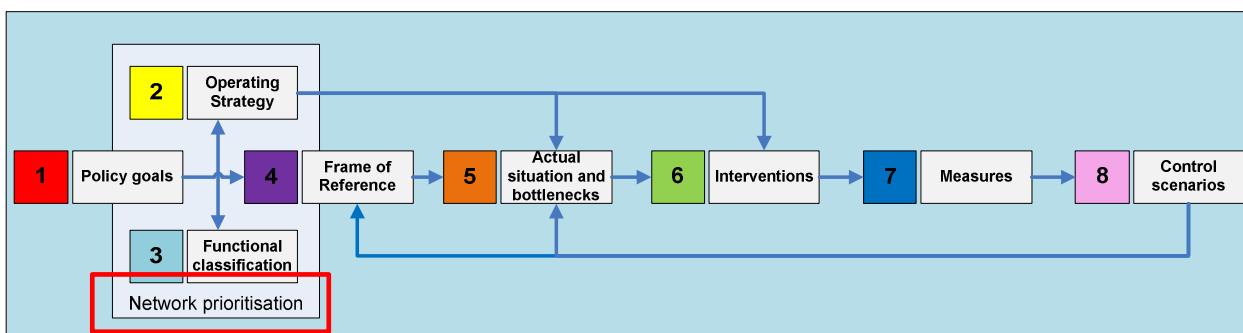 2
Operating
Strategy
1
Policy goals
4
Frame of
Reference
5
Actual
situation and
bottlenecks
6
Interventions
7
Measures
8
Control
scenarios
3
Functional
classification
Network prioritisation